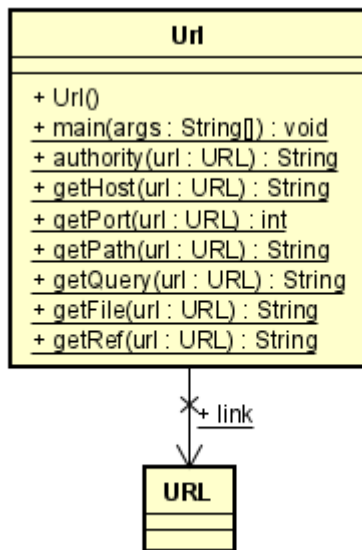 Url
+ Url()
+ main(args : String[]) : void
+ authority(url : URL) : String
+ getHost(url : URL) : String
+ getPort(url : URL) : int
+ getPath(url : URL) : String
+ getQuery(url : URL) : String
+ getFile(url : URL) : String
+ getRef(url : URL) : String
+ link
URL